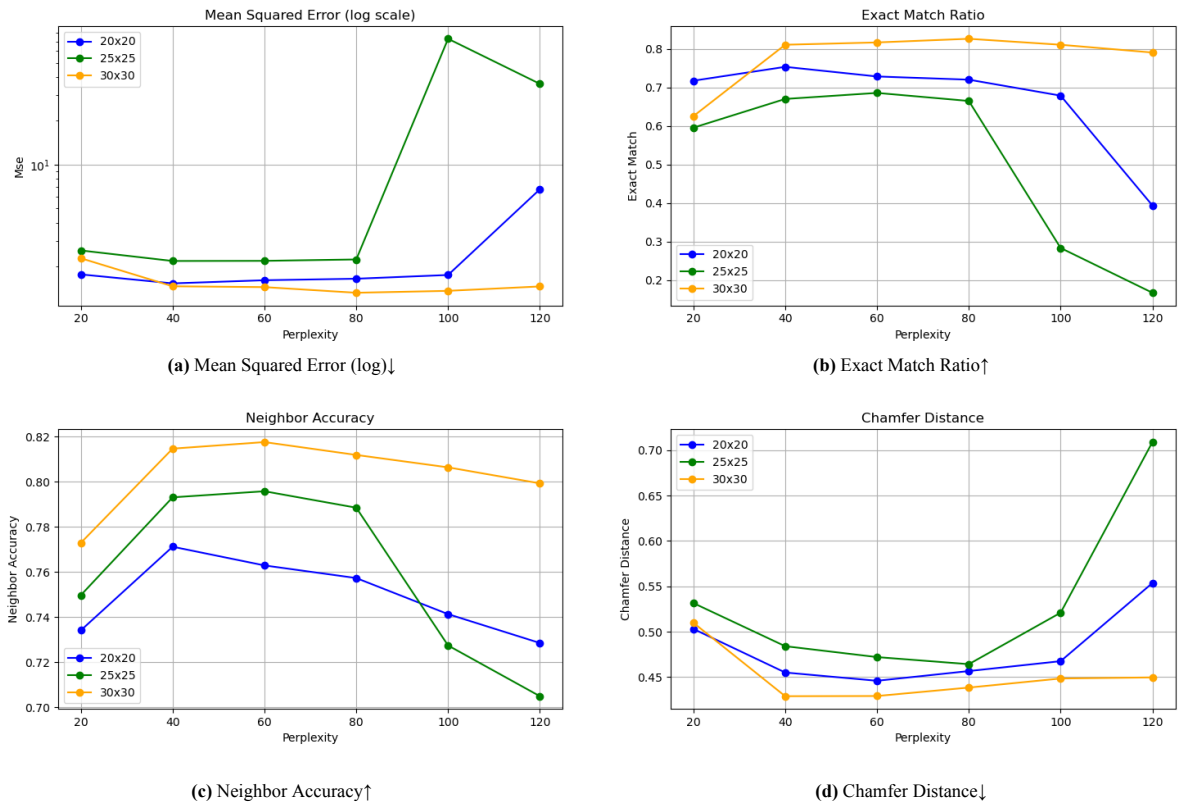 Mean Squared Error (log scale)
20x20
25x25
30x30
10¹
Mse
20 40 60 80 100 120
Perplexity
(a) Mean Squared Error (log)↓
Exact Match Ratio
0.8
0.7
0.6
0.5
0.4
0.3
0.2
Exact Match
20x20
25x25
30x30
20 40 60 80 100 120
Perplexity
(b) Exact Match Ratio↑
Neighbor Accuracy
0.82
0.80
0.78
0.76
0.74
0.72
0.70
Neighbor Accuracy
20x20
25x25
30x30
20 40 60 80 100 120
Perplexity
(c) Neighbor Accuracy↑
Chamfer Distance
20x20
25x25
30x30
0.70
0.65
0.60
0.55
0.50
0.45
Chamfer Distance
20 40 60 80 100 120
Perplexity
(d) Chamfer Distance↓